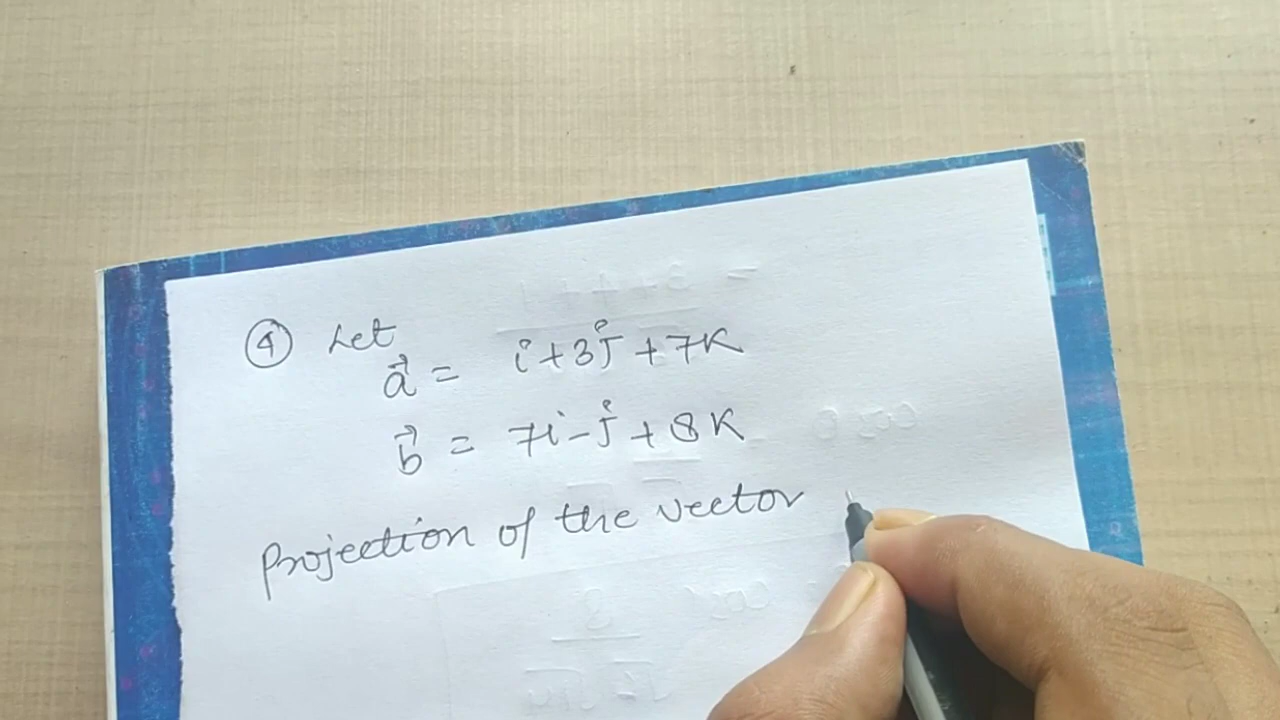 ④ Let
a⃗ = i+3j+7K
b⃗ = 7i-j+8K
Projection of the vector